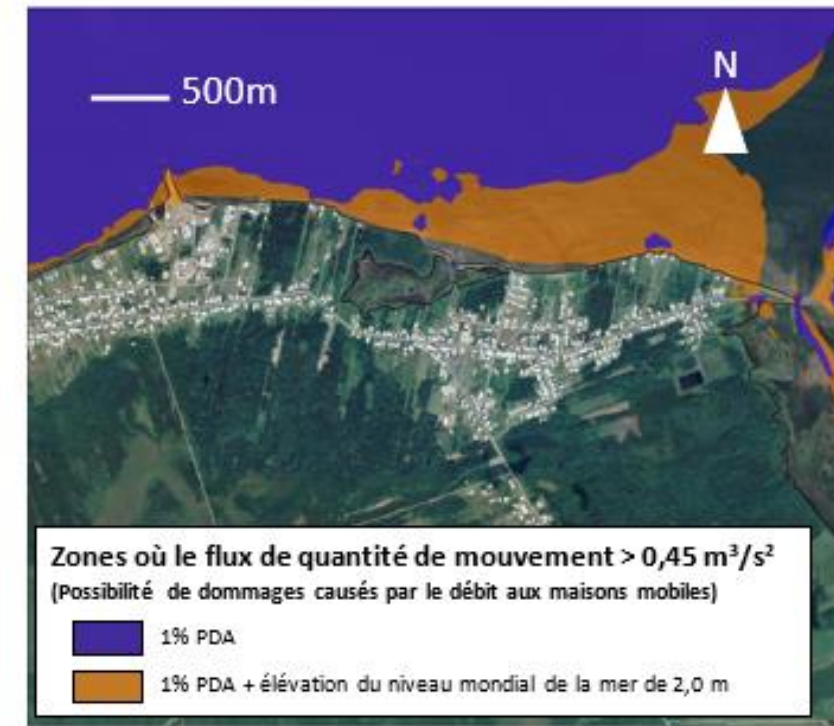 500m
N
Zones où le flux de quantité de mouvement > 0,45 m³/s²
(Possibilité de dommages causés par le débit aux maisons mobiles)
1% PDA
1% PDA + élévation du niveau mondial de la mer de 2,0 m